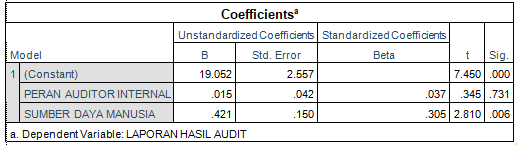 Coefficientsa
Unstandardized Coefficients Standardized Coefficients
Model B Std. Error Beta t Sig.
1 (Constant) 19.052 2.557 7.450 .000
PERAN AUDITOR INTERNAL .015 .042 .037 .345 .731
SUMBER DAYA MANUSIA .421 .150 .305 2.810 .006
a. Dependent Variable: LAPORAN HASIL AUDIT